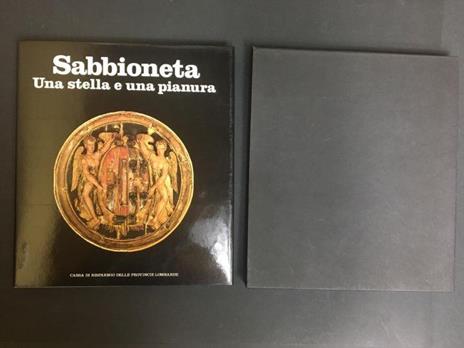 Sabbioneta
Una stella e una pianura
CASSA DI RISPARMIO DELLE PROVINCIE LOMBARDE